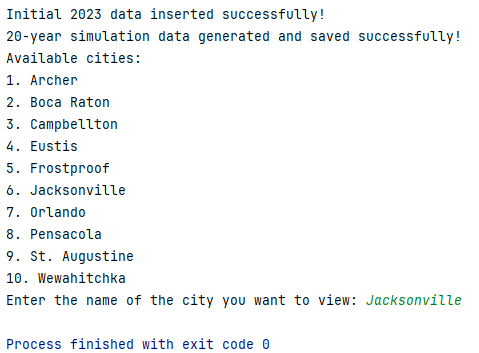 Initial 2023 data inserted successfully!
20-year simulation data generated and saved successfully!
Available cities:
1. Archer
2. Boca Raton
3. Campbellton
4. Eustis
5. Frostproof
6. Jacksonville
7. Orlando
8. Pensacola
9. St. Augustine
10. Wewahitchka
Enter the name of the city you want to view: Jacksonville
Process finished with exit code 0